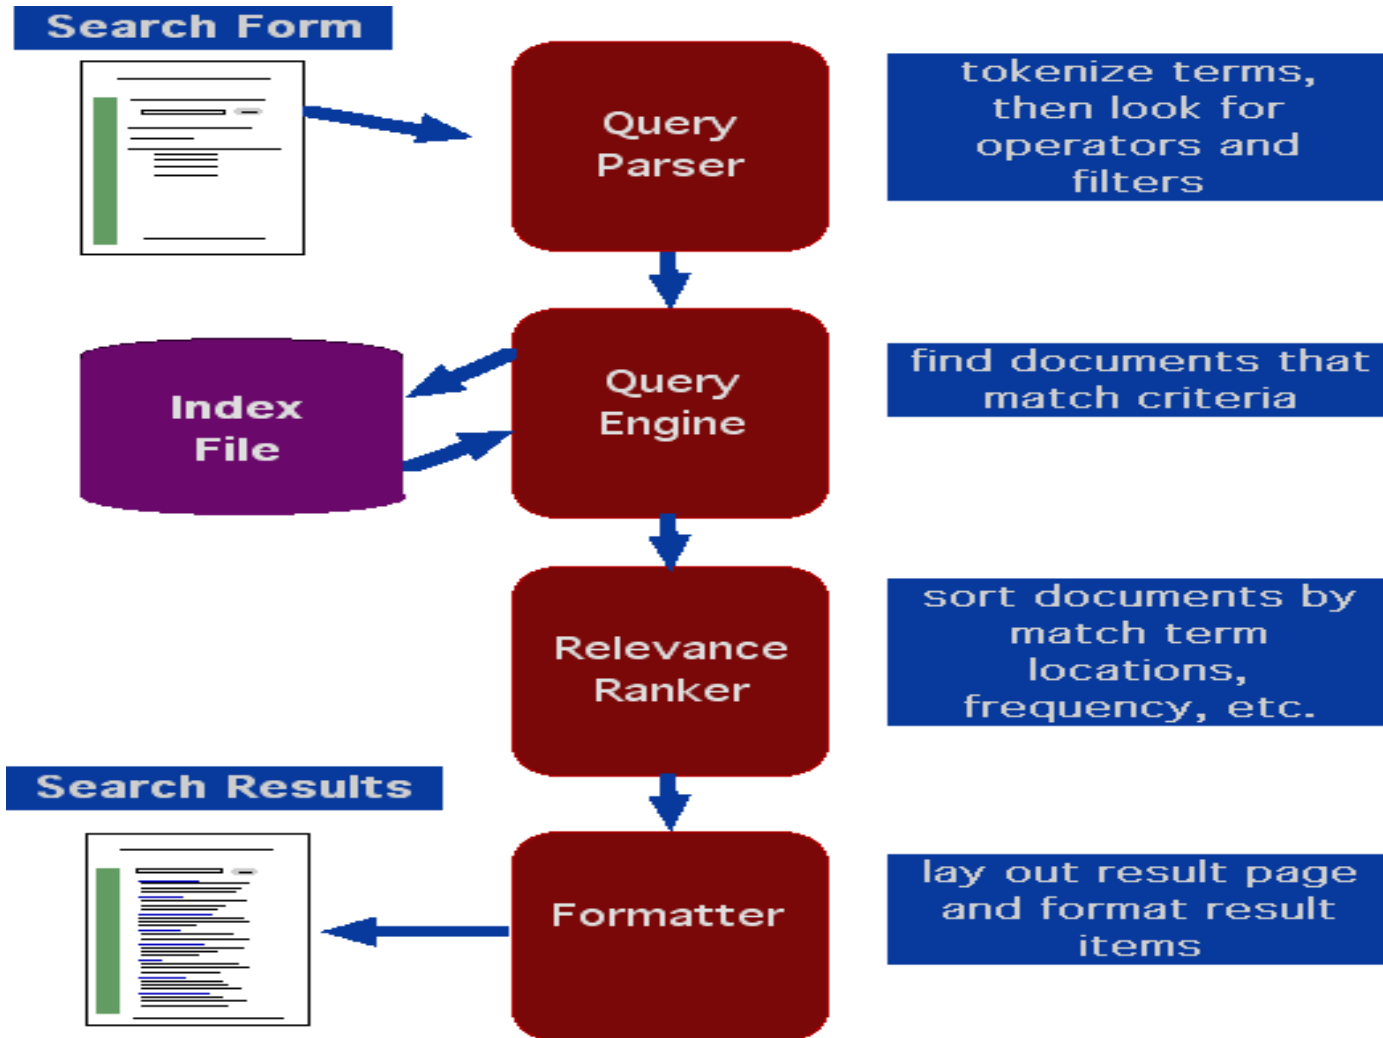 Search Form
Query
Parser
tokenize terms,
then look for
operators and
filters
Index
File
Query
Engine
find documents that
match criteria
Relevance
Ranker
sort documents by
match term
locations,
frequency, etc.
Search Results
Formatter
lay out result page
and format result
items